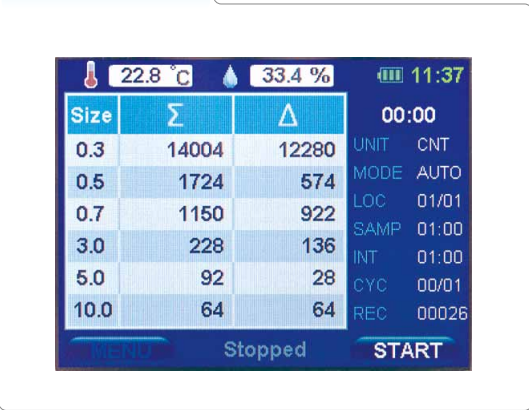 22.8 °C 33.4 % 11:37
Size Σ Δ 00:00
0.3 14004 12280 UNIT CNT
0.5 1724 574 MODE AUTO
0.7 1150 922 LOC 01/01
3.0 228 136 SAMP 01:00
5.0 92 28 INT 01:00
10.0 64 64 CYC 00/01
REC 00026
MENU Stopped START